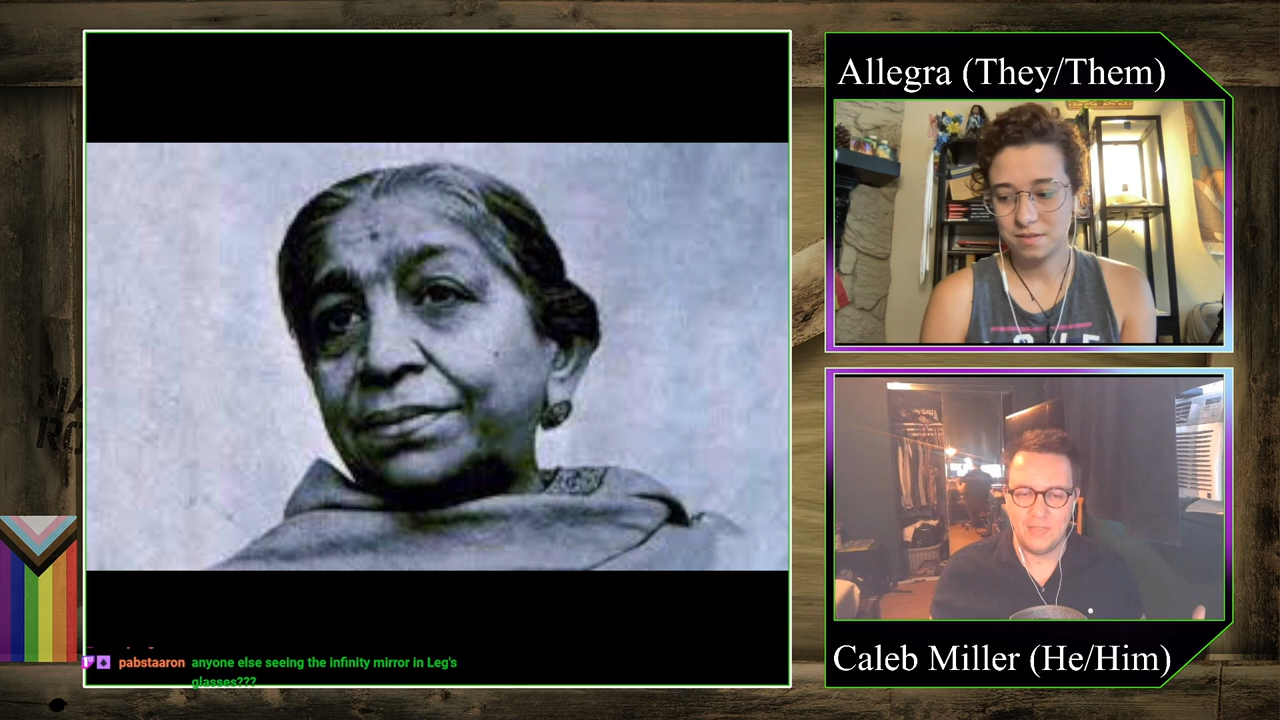 Allegra (They/Them)
pabstaaron anyone else seeing the infinity mirror in Leg's
glasses???
Caleb Miller (He/Him)